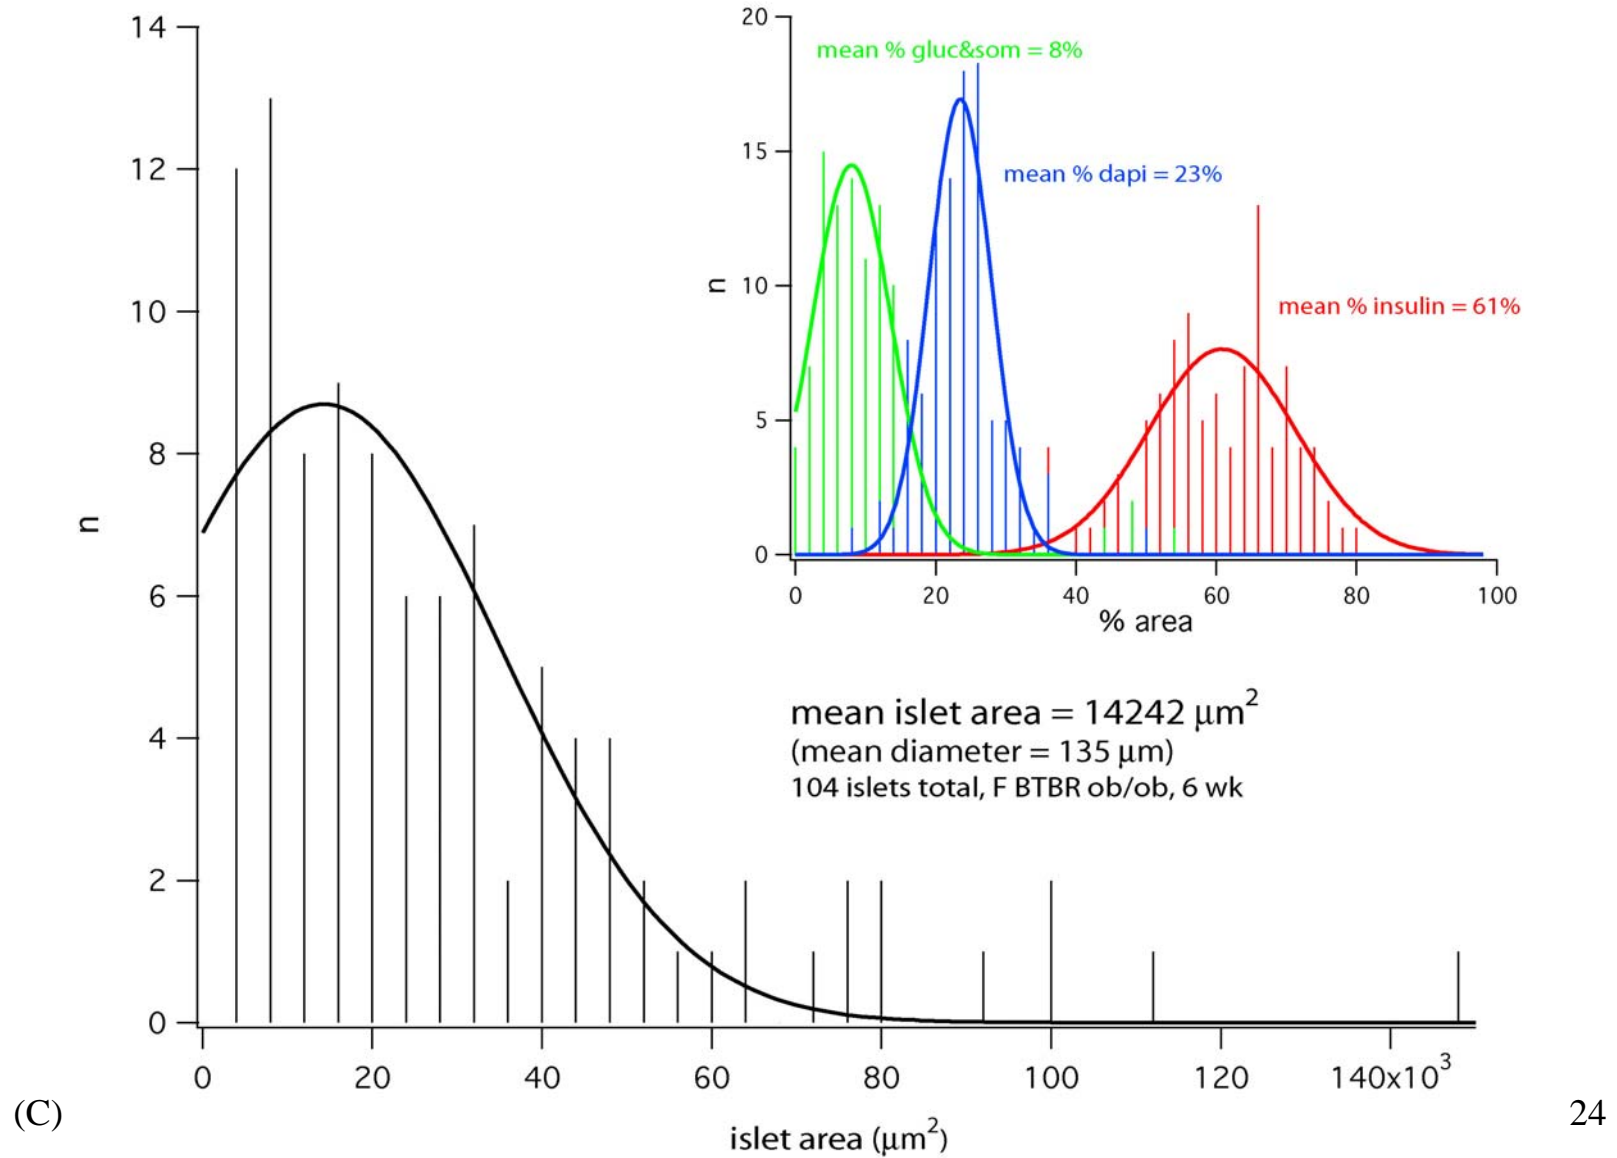 14
12
10
8
6
4
2
0
n
0 20 40 60 80 100 120 140x10³
islet area (μm²)
20
15
10
5
0
n
mean % gluc&som = 8%
mean % dapi = 23%
mean % insulin = 61%
0 20 40 60 80 100
% area
mean islet area = 14242 μm²
(mean diameter = 135 μm)
104 islets total, F BTBR ob/ob, 6 wk
(C)
24